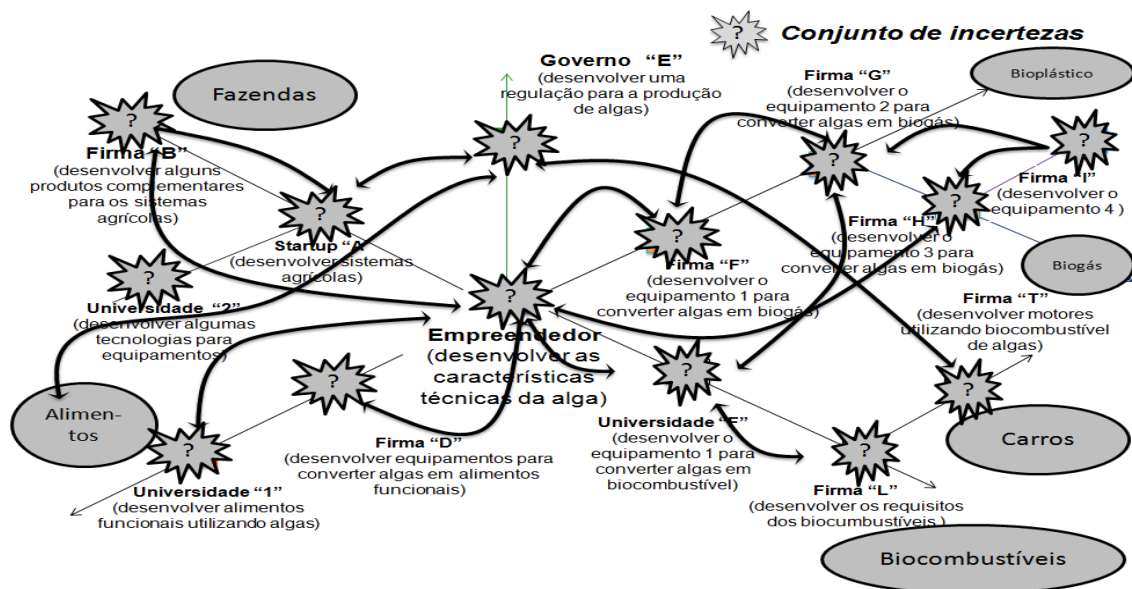 ?
Conjunto de incertezas
Fazendas
?
Firma “B”
(desenvolver alguns
produtos complementares
para os sistemas
agrícolas)
Governo “E”
(desenvolver uma
regulação para a produção
de algas)
?
Firma “G”
(desenvolver o
equipamento 2 para
converter algas em biogás)
?
Bioplástico
?
Firma “I”
(desenvolver o
equipamento 4 )
?
Startup “A
(desenvolver sistemas
agrícolas)
?
Firma “F”
(desenvolver o
equipamento 1 para
converter algas em biogás)
?
Firma “H”
(desenvolver o
equipamento 3 para
converter algas em biogás)
Biogás
?
Universidade “2”
(desenvolver algumas
tecnologias para
equipamentos)
?
Empreendedor
(desenvolver as
características
técnicas da alga)
Firma “T”
(desenvolver motores
utilizando biocombustível
de algas)
?
Carros
Alimen-
tos
?
Universidade “1”
(desenvolver alimentos
funcionais utilizando algas)
?
Firma “D”
(desenvolver equipamentos para
converter algas em alimentos
funcionais)
?
Universidade “F”
(desenvolver o
equipamento 1 para
converter algas em
biocombustível)
?
Firma “L”
(desenvolver os requisitos
dos biocumbustíveis )
Biocombustíveis